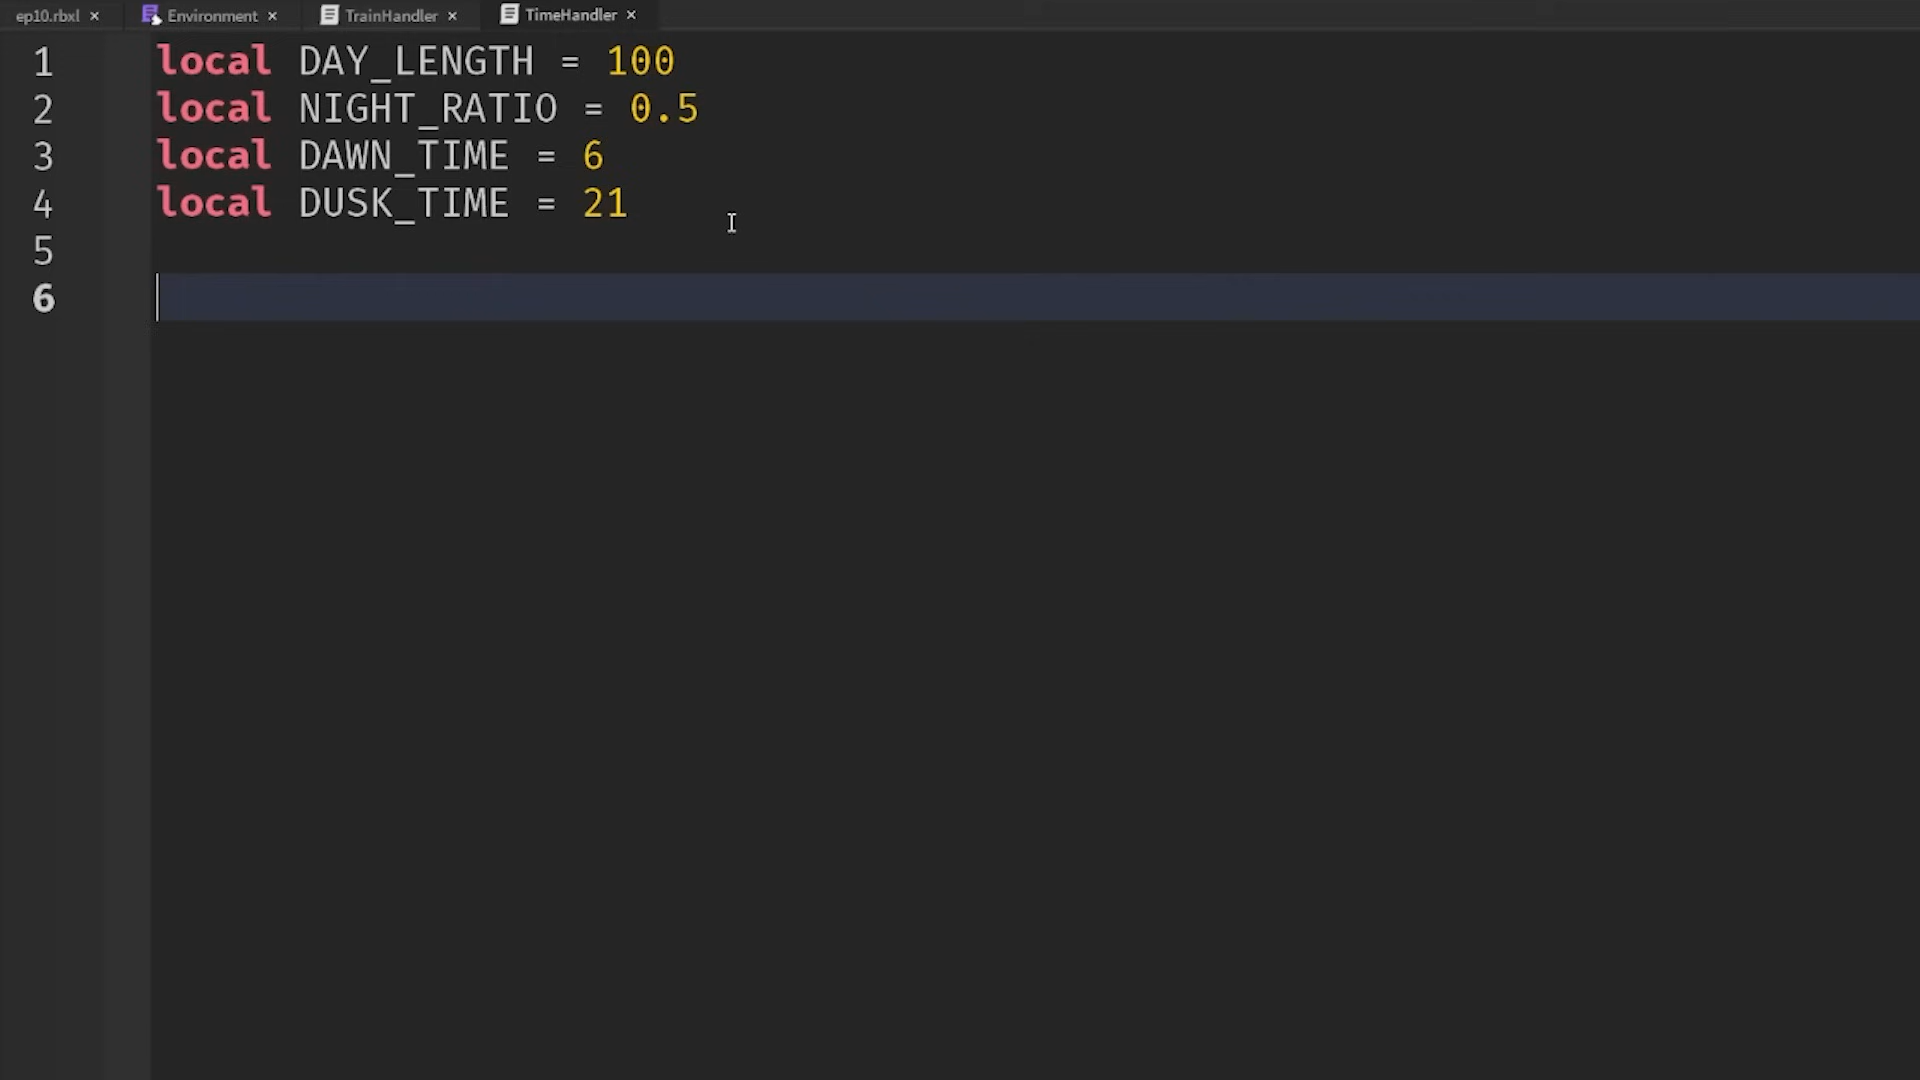 ep10.rbxl × Environment × TrainHandler × TimeHandler ×
1 local DAY_LENGTH = 100
2 local NIGHT_RATIO = 0.5
3 local DAWN_TIME = 6
4 local DUSK_TIME = 21
5
6